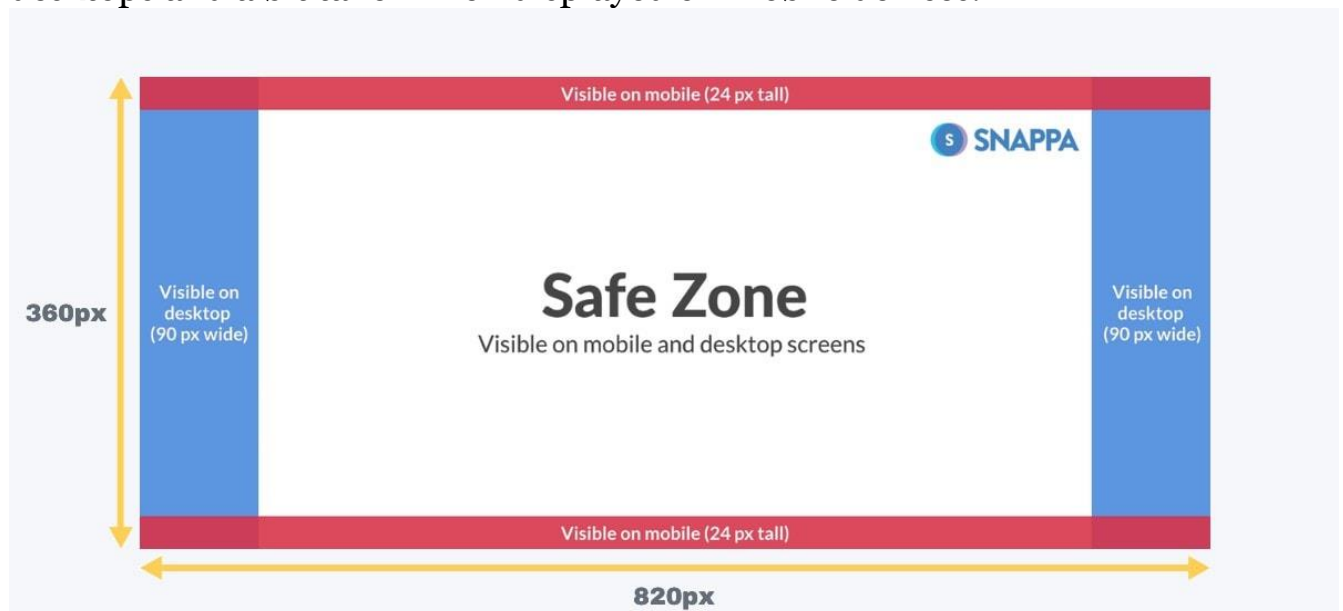 Visible on mobile (24 px tall)
S SNAPPA
Safe Zone
Visible on mobile and desktop screens
360px
Visible on
desktop
(90 px wide)
Visible on
desktop
(90 px wide)
Visible on mobile (24 px tall)
820px